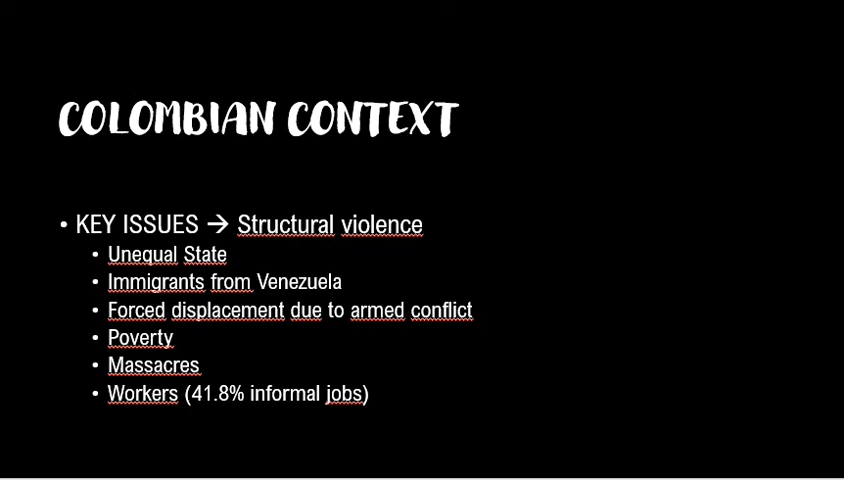 COLOMBIAN CONTEXT
• KEY ISSUES → Structural violence
• Unequal State
• Immigrants from Venezuela
• Forced displacement due to armed conflict
• Poverty
• Massacres
• Workers (41.8% informal jobs)